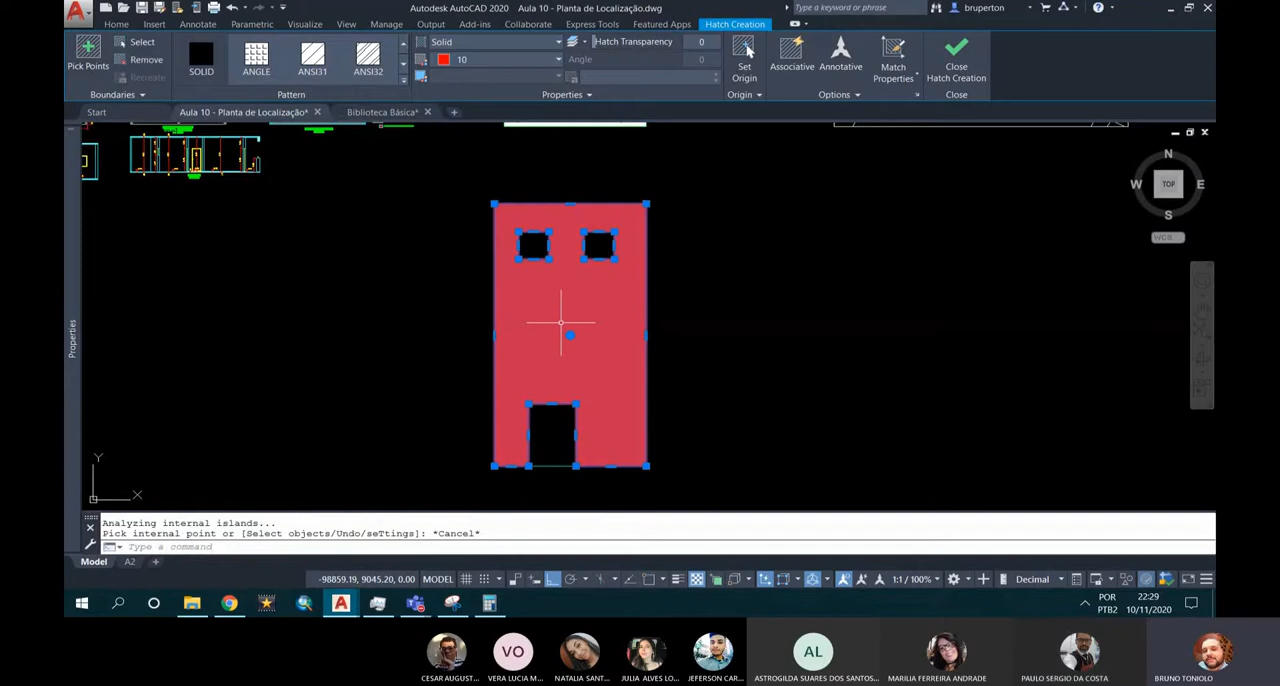 Autodesk AutoCAD 2020 Aula 10 - Planta de Localização.dwg
Type a keyword or phrase
bruperton
Home Insert Annotate Parametric View Manage Output Add-ins Collaborate Express Tools Featured Apps Hatch Creation
Pick Points
Select
Remove
Recreate
Boundaries
SOLID ANGLE ANSI31 ANSI32
Pattern
Solid
10
Hatch Transparency 0
Angle 0
Properties
Set Origin
Origin
Associative Annotative Match Properties
Options
Close Hatch Creation
Close
Start Aula 10 - Planta de Localização* Biblioteca Básica*
N
W TOP E
S
WCS
Properties
Y
X
Analyzing internal islands...
Pick internal point or [Select objects/Undo/seTtings]: *Cancel*
Type a command
Model A2
-98859.19, 9045.20, 0.00 MODEL 1:1 / 100% Decimal
POR
PTB2
22:29
10/11/2020
VO
AL
CESAR AUGUST...
VERA LUCIA M...
NATALIA SANT...
JULIA ALVES LO...
JEFERSON CAR...
ASTROGILDA SUARES DOS SANTOS...
MARILIA FERREIRA ANDRADE
PAULO SERGIO DA COSTA
BRUNO TONIOLO